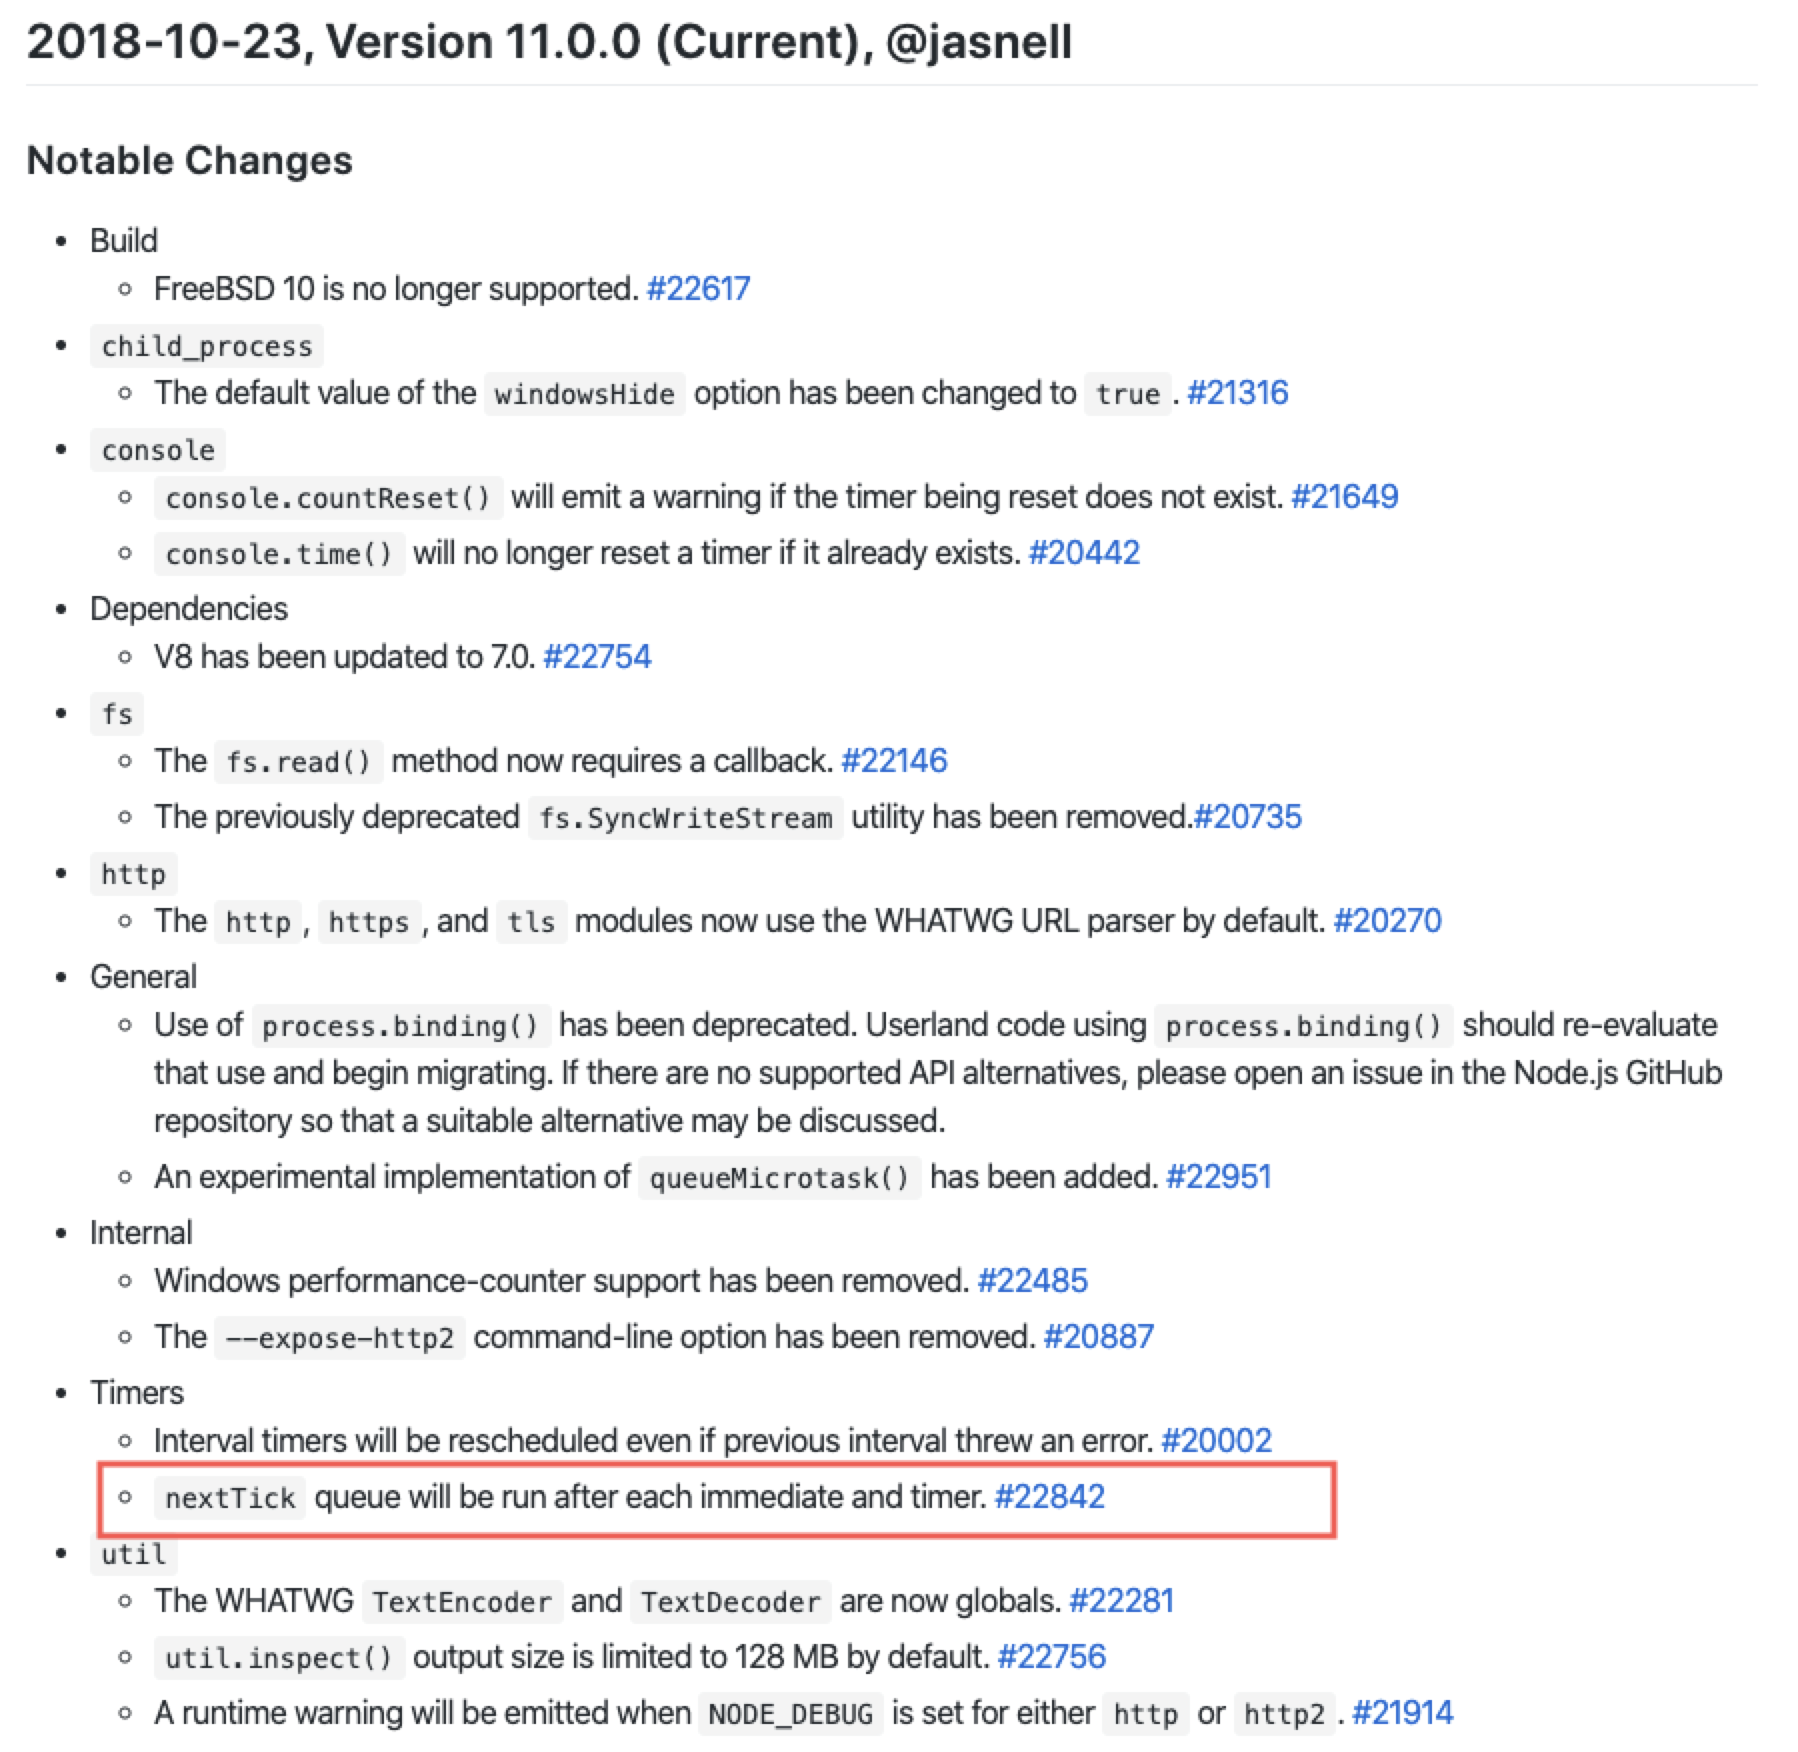 2018-10-23, Version 11.0.0 (Current), @jasnell
Notable Changes
• Build
◦ FreeBSD 10 is no longer supported. #22617
• child_process
◦ The default value of the windowsHide option has been changed to true . #21316
• console
◦ console.countReset() will emit a warning if the timer being reset does not exist. #21649
◦ console.time() will no longer reset a timer if it already exists. #20442
• Dependencies
◦ V8 has been updated to 7.0. #22754
• fs
◦ The fs.read() method now requires a callback. #22146
◦ The previously deprecated fs.SyncWriteStream utility has been removed.#20735
• http
◦ The http , https , and tls modules now use the WHATWG URL parser by default. #20270
• General
◦ Use of process.binding() has been deprecated. Userland code using process.binding() should re-evaluate
that use and begin migrating. If there are no supported API alternatives, please open an issue in the Node.js GitHub
repository so that a suitable alternative may be discussed.
◦ An experimental implementation of queueMicrotask() has been added. #22951
• Internal
◦ Windows performance-counter support has been removed. #22485
◦ The --expose-http2 command-line option has been removed. #20887
• Timers
◦ Interval timers will be rescheduled even if previous interval threw an error. #20002
◦ nextTick queue will be run after each immediate and timer. #22842
• util
◦ The WHATWG TextEncoder and TextDecoder are now globals. #22281
◦ util.inspect() output size is limited to 128 MB by default. #22756
◦ A runtime warning will be emitted when NODE_DEBUG is set for either http or http2 . #21914